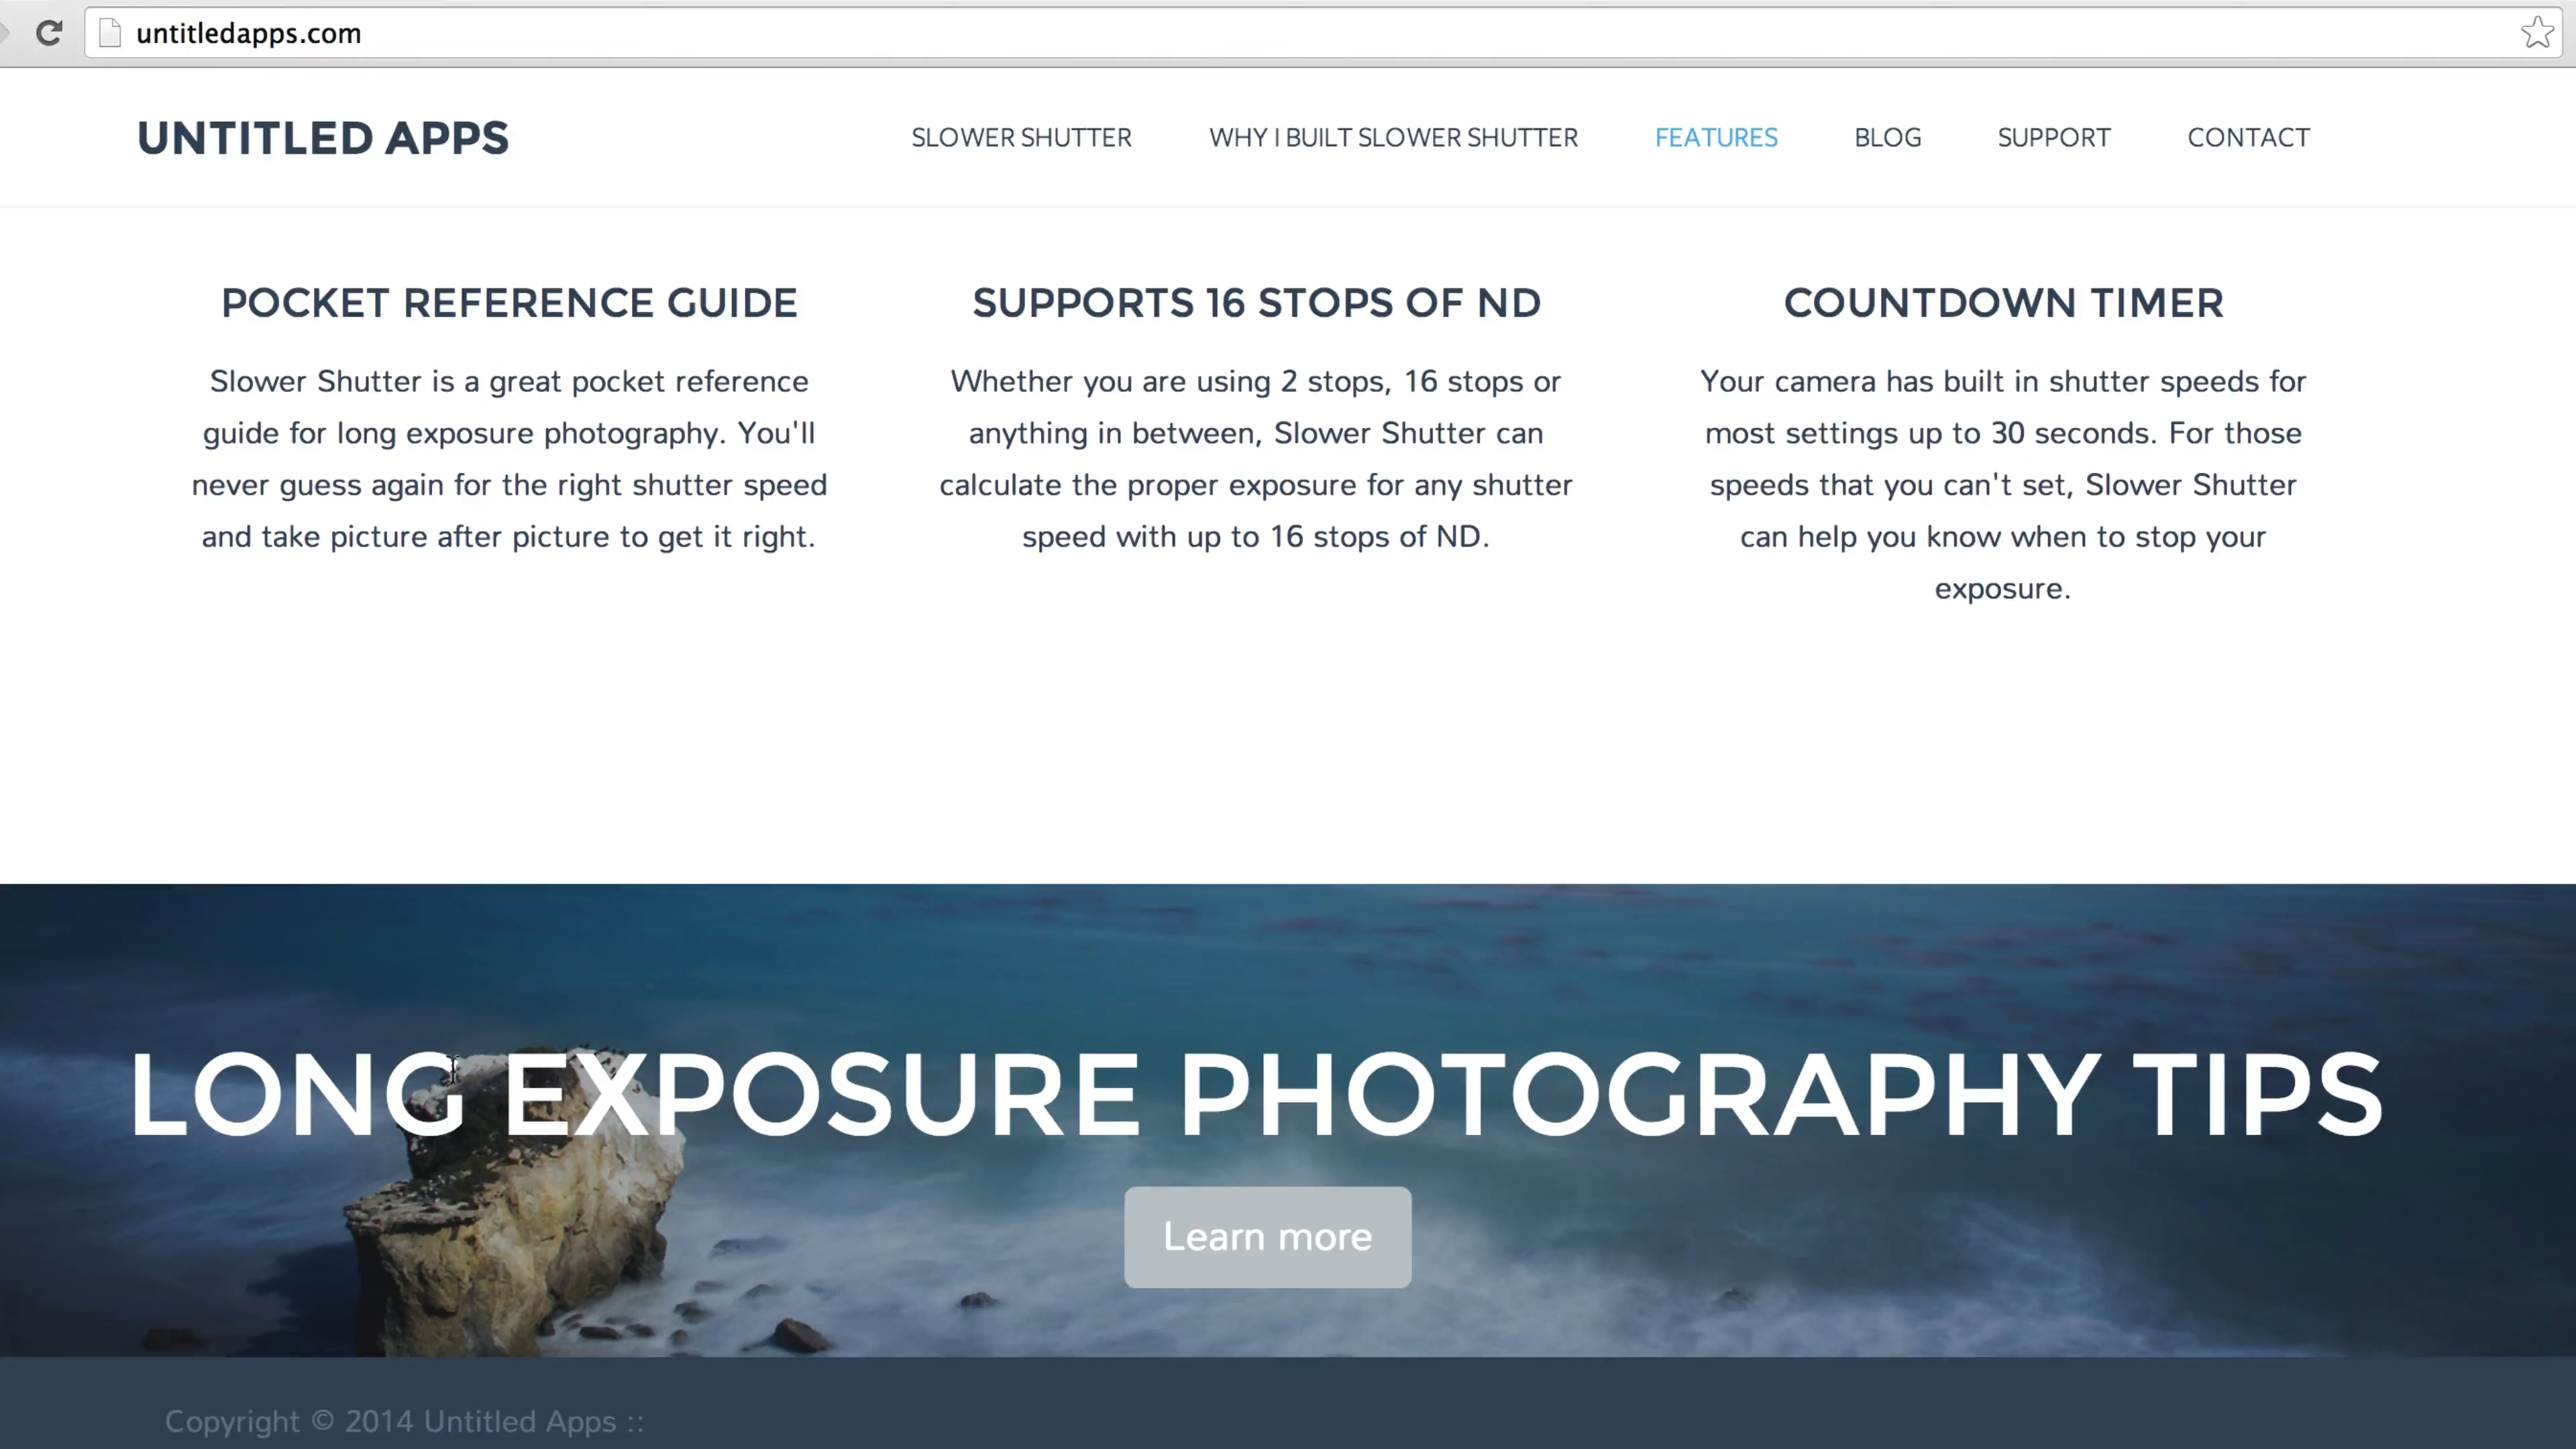 untitledapps.com
UNTITLED APPS
SLOWER SHUTTER
WHY I BUILT SLOWER SHUTTER
FEATURES
BLOG
SUPPORT
CONTACT
POCKET REFERENCE GUIDE
Slower Shutter is a great pocket reference
guide for long exposure photography. You'll
never guess again for the right shutter speed
and take picture after picture to get it right.
SUPPORTS 16 STOPS OF ND
Whether you are using 2 stops, 16 stops or
anything in between, Slower Shutter can
calculate the proper exposure for any shutter
speed with up to 16 stops of ND.
COUNTDOWN TIMER
Your camera has built in shutter speeds for
most settings up to 30 seconds. For those
speeds that you can't set, Slower Shutter
can help you know when to stop your
exposure.
LONG EXPOSURE PHOTOGRAPHY TIPS
Learn more
Copyright © 2014 Untitled Apps ::